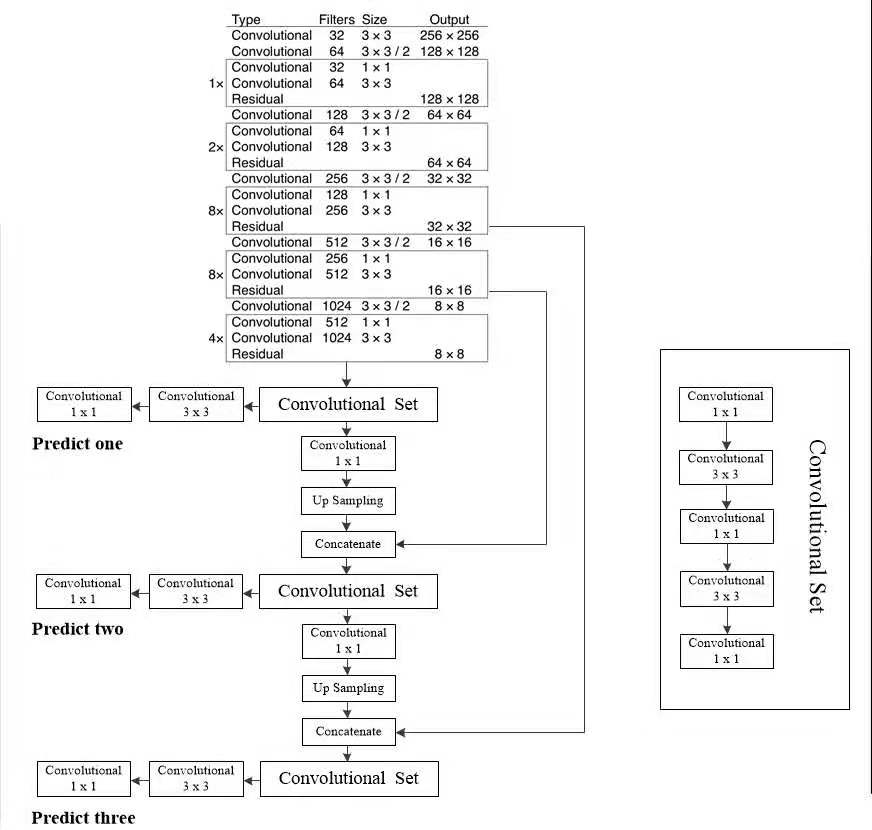 Type Filters Size Output
Convolutional 32 3 × 3 256 × 256
Convolutional 64 3 × 3 / 2 128 × 128
Convolutional 32 1 × 1
1× Convolutional 64 3 × 3
Residual 128 × 128
Convolutional 128 3 × 3 / 2 64 × 64
Convolutional 64 1 × 1
2× Convolutional 128 3 × 3
Residual 64 × 64
Convolutional 256 3 × 3 / 2 32 × 32
Convolutional 128 1 × 1
8× Convolutional 256 3 × 3
Residual 32 × 32
Convolutional 512 3 × 3 / 2 16 × 16
Convolutional 256 1 × 1
8× Convolutional 512 3 × 3
Residual 16 × 16
Convolutional 1024 3 × 3 / 2 8 × 8
Convolutional 512 1 × 1
4× Convolutional 1024 3 × 3
Residual 8 × 8
Convolutional
1 x 1
Convolutional
3 x 3
Convolutional Set
Predict one
Convolutional
1 x 1
Up Sampling
Concatenate
Convolutional
1 x 1
Convolutional
3 x 3
Convolutional Set
Predict two
Convolutional
1 x 1
Up Sampling
Concatenate
Convolutional
1 x 1
Convolutional
3 x 3
Convolutional Set
Predict three
Convolutional
1 x 1
Convolutional
3 x 3
Convolutional
1 x 1
Convolutional
3 x 3
Convolutional
1 x 1
Convolutional Set